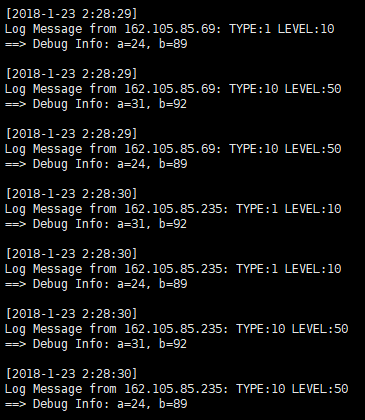 [2018-1-23 2:28:29]
Log Message from 162.105.85.69: TYPE:1 LEVEL:10
==> Debug Info: a=24, b=89
[2018-1-23 2:28:29]
Log Message from 162.105.85.69: TYPE:10 LEVEL:50
==> Debug Info: a=31, b=92
[2018-1-23 2:28:29]
Log Message from 162.105.85.69: TYPE:10 LEVEL:50
==> Debug Info: a=24, b=89
[2018-1-23 2:28:30]
Log Message from 162.105.85.235: TYPE:1 LEVEL:10
==> Debug Info: a=31, b=92
[2018-1-23 2:28:30]
Log Message from 162.105.85.235: TYPE:1 LEVEL:10
==> Debug Info: a=24, b=89
[2018-1-23 2:28:30]
Log Message from 162.105.85.235: TYPE:10 LEVEL:50
==> Debug Info: a=31, b=92
[2018-1-23 2:28:30]
Log Message from 162.105.85.235: TYPE:10 LEVEL:50
==> Debug Info: a=24, b=89